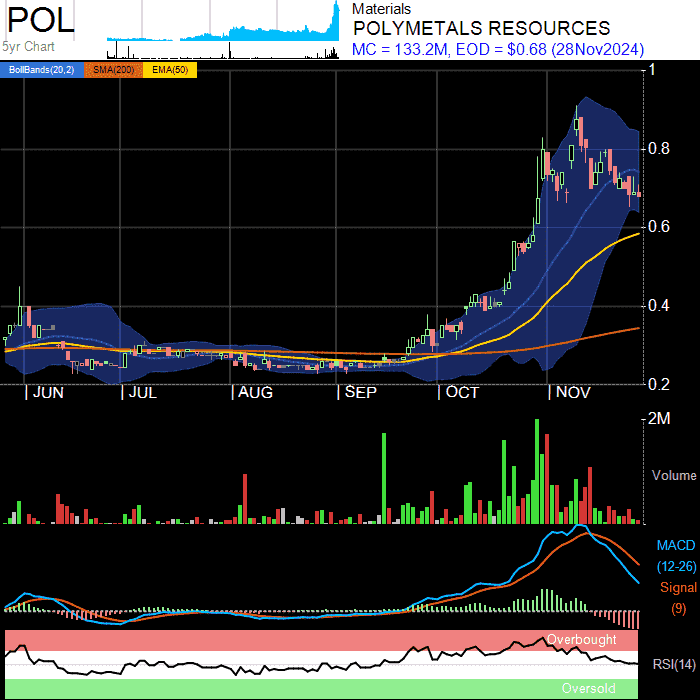 POL
5yr Chart
Materials
POLYMETALS RESOURCES
MC = 133.2M, EOD = $0.68 (28Nov2024)
BollBands(20,2) SMA(200) EMA(50)
1
0.8
0.6
0.4
0.2
JUN JUL AUG SEP OCT NOV
2M
Volume
MACD
(12-26)
Signal
(9)
Overbought
RSI(14)
Oversold